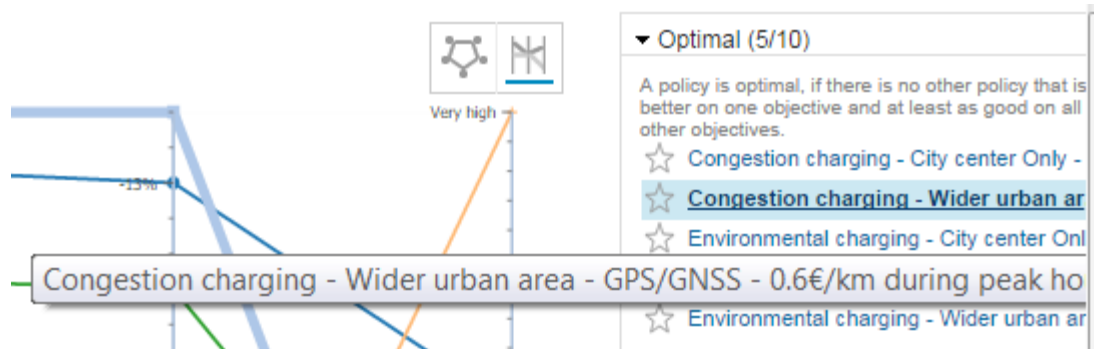 Optimal (5/10)
A policy is optimal, if there is no other policy that is
better on one objective and at least as good on all
other objectives.
Very high
Congestion charging - City center Only -
-13%
Congestion charging - Wider urban ar
Environmental charging - City center Onl
Congestion charging - Wider urban area - GPS/GNSS - 0.6€/km during peak ho
Environmental charging - Wider urban ar